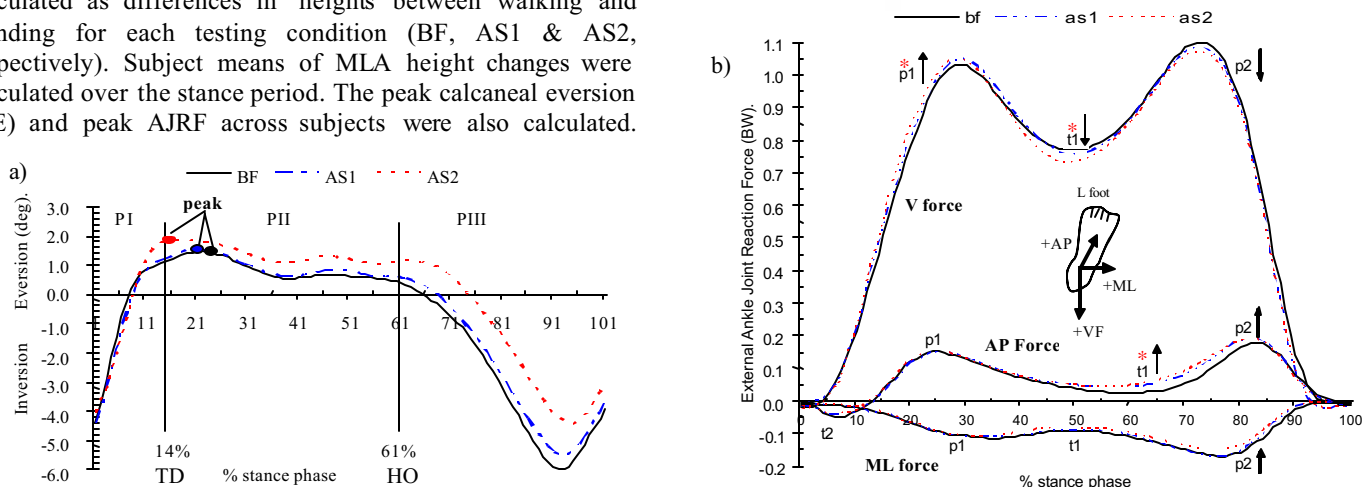 culated as differences in heights between walking and
nding for each testing condition (BF, AS1 & AS2,
pectively). Subject means of MLA height changes were
culated over the stance period. The peak calcaneal eversion
E) and peak AJRF across subjects were also calculated.
a)
BF AS1 AS2
Inversion Eversion (deg).
3.0
2.0
1.0
0.0
-1.0
-2.0
-3.0
-4.0
-5.0
-6.0
PI PII PIII
peak
1 11 21 31 41 51 61 71 81 91 101
14% 61%
TD % stance phase HO
b)
bf as1 as2
External Ankle Joint Reaction Force (BW).
1.1
1.0
0.9
0.8
0.7
0.6
0.5
0.4
0.3
0.2
0.1
0.0
-0.1
-0.2
* p1
* t1
p2
V force
L foot
+AP
+ML
+VF
p1
AP Force
* t1
p2
0 10 20 30 40 50 60 70 80 90 100
t2
p1
t1
p2
ML force
% stance phase